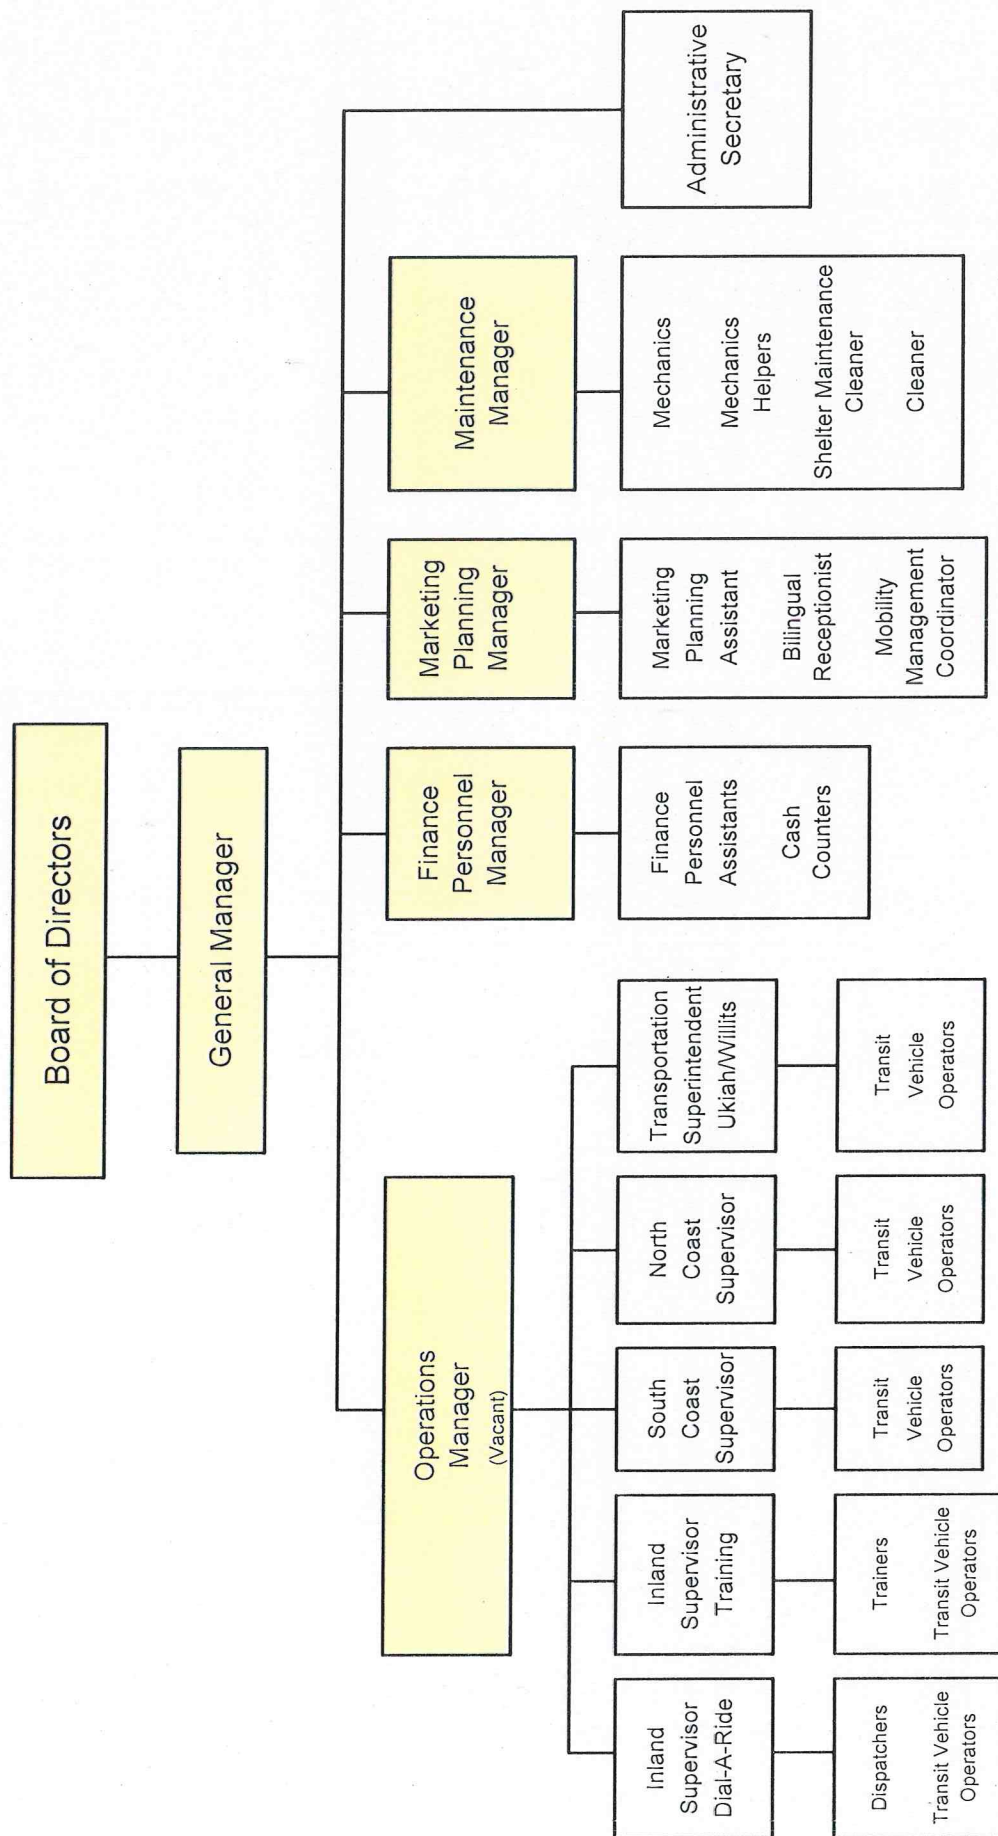 Board of Directors
General Manager
Operations
Manager
(Vacant)
Finance
Personnel
Manager
Marketing
Planning
Manager
Maintenance
Manager
Administrative
Secretary
Inland
Supervisor
Dial-A-Ride
Inland
Supervisor
Training
South
Coast
Supervisor
North
Coast
Supervisor
Transportation
Superintendent
Ukiah/Willits
Finance
Personnel
Assistants
Cash
Counters
Marketing
Planning
Assistant
Bilingual
Receptionist
Mobility
Management
Coordinator
Mechanics
Mechanics
Helpers
Shelter Maintenance
Cleaner
Cleaner
Dispatchers
Transit Vehicle
Operators
Trainers
Transit Vehicle
Operators
Transit
Vehicle
Operators
Transit
Vehicle
Operators
Transit
Vehicle
Operators